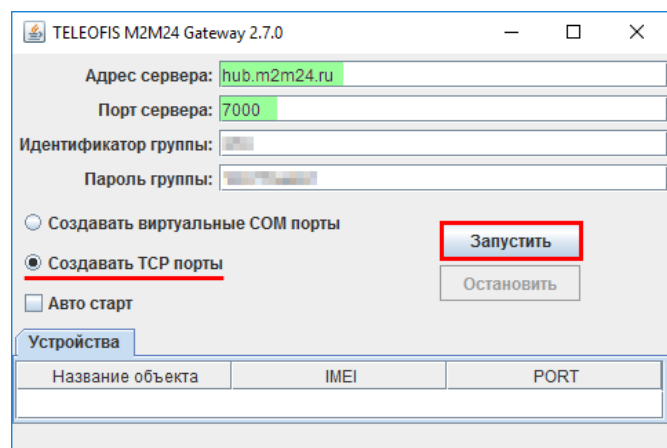 TELEOFIS M2M24 Gateway 2.7.0
Адрес сервера: hub.m2m24.ru
Порт сервера: 7000
Идентификатор группы:
Пароль группы:
Создавать виртуальные COM порты
Создавать TCP порты
Авто старт
Запустить
Остановить
Устройства
Название объекта IMEI PORT